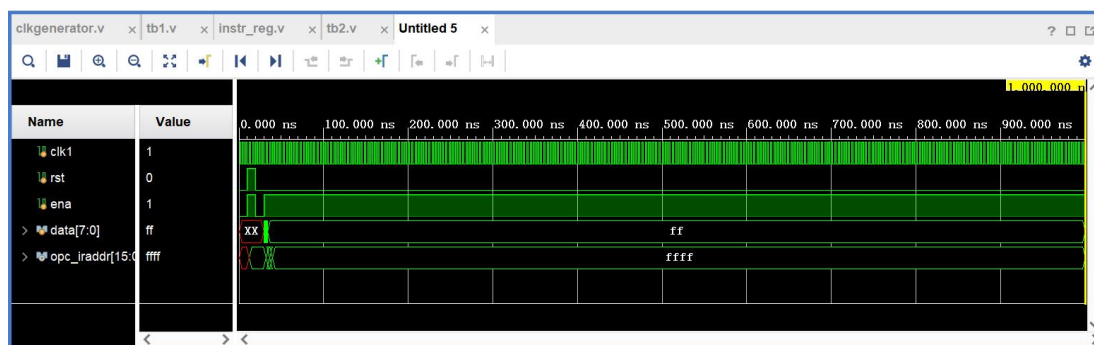 clkgenerator.v × tb1.v × instr_reg.v × tb2.v × Untitled 5 × ?
1,000.000 n
Name Value 0.000 ns 100.000 ns 200.000 ns 300.000 ns 400.000 ns 500.000 ns 600.000 ns 700.000 ns 800.000 ns 900.000 ns
clk1 1
rst 0
ena 1
data[7:0] ff XX ff
opc_iraddr[15:0 ffff ffff